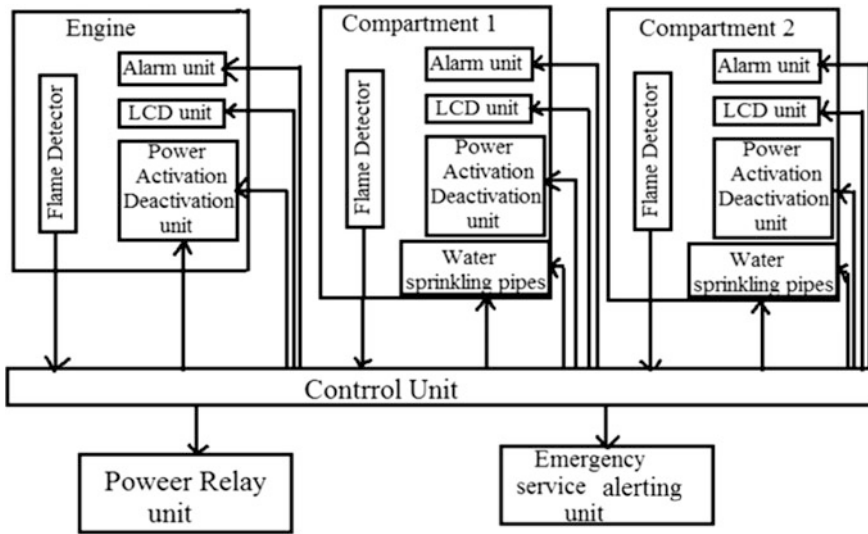 Engine
Flame Detector
Alarm unit
LCD unit
Power
Activation
Deactivation
unit
Compartment 1
Flame Detector
Alarm unit
LCD unit
Power
Activation
Deactivation
unit
Water
sprinkling pipes
Compartment 2
Flame Detector
Alarm unit
LCD unit
Power
Activation
Deactivation
unit
Water
sprinkling pipes
Contrrol Unit
Poweer Relay
unit
Emergency
service alerting
unit